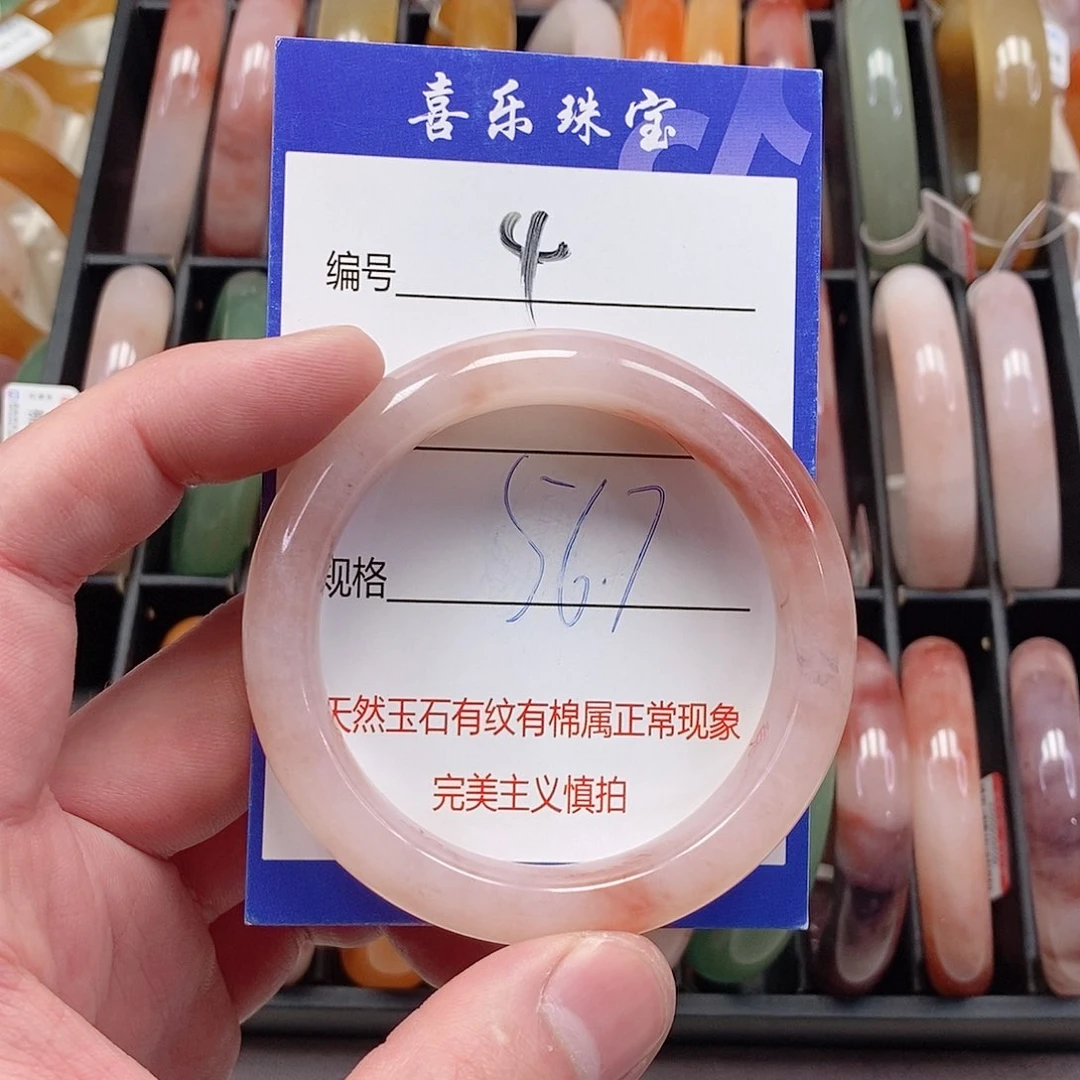 喜乐珠宝
编号 4
规格 56.7
天然玉石有纹有棉属正常现象
完美主义慎拍